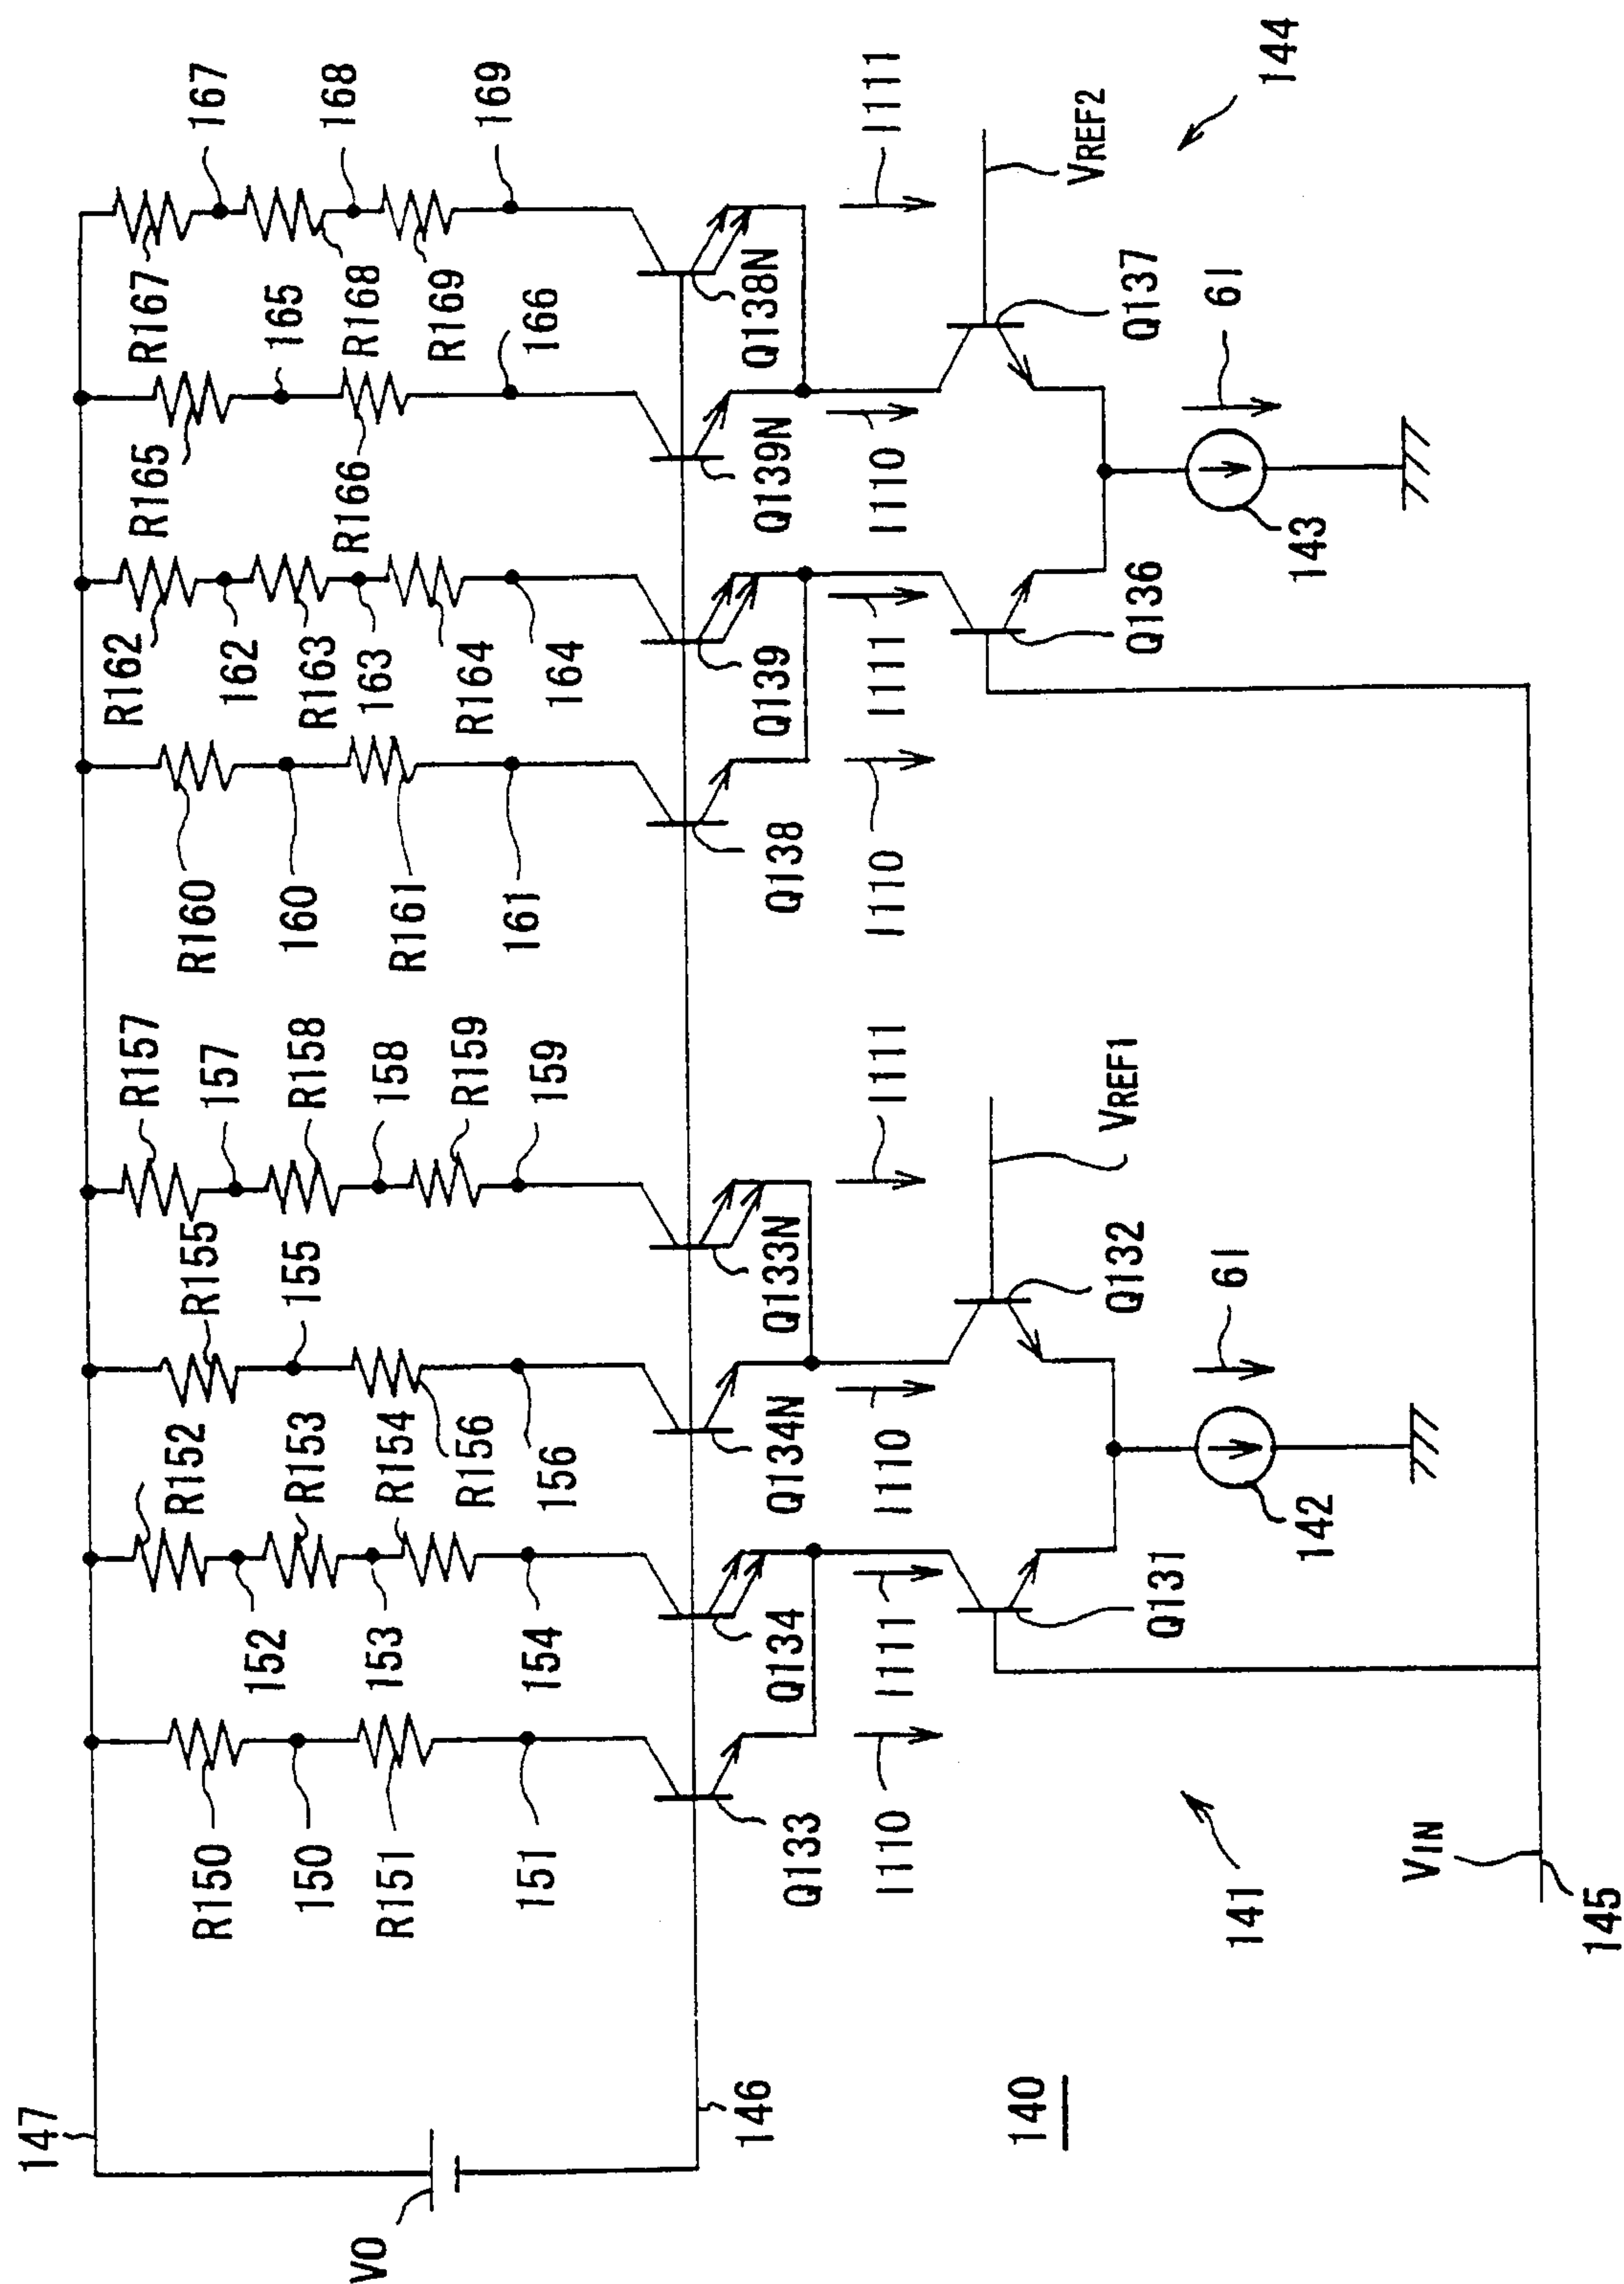 147
R157
R162
R165
R167
167
R152
R155
157
R160
162
150
R150
155
R158
160
R163
165
168
152
R153
158
163
R166
R168
V0
153
R154
R151
R161
R164
R169
R156
R159
169
151
154
156
159
161
164
166
146
Q133
Q134
Q134N
Q133N
Q138
Q139
Q139N
Q138N
I110
I111
I110
I111
I110
I111
I110
I111
140
VREF1
VREF2
Q131
Q132
Q136
Q137
141
6I
6I
144
142
143
VIN
145